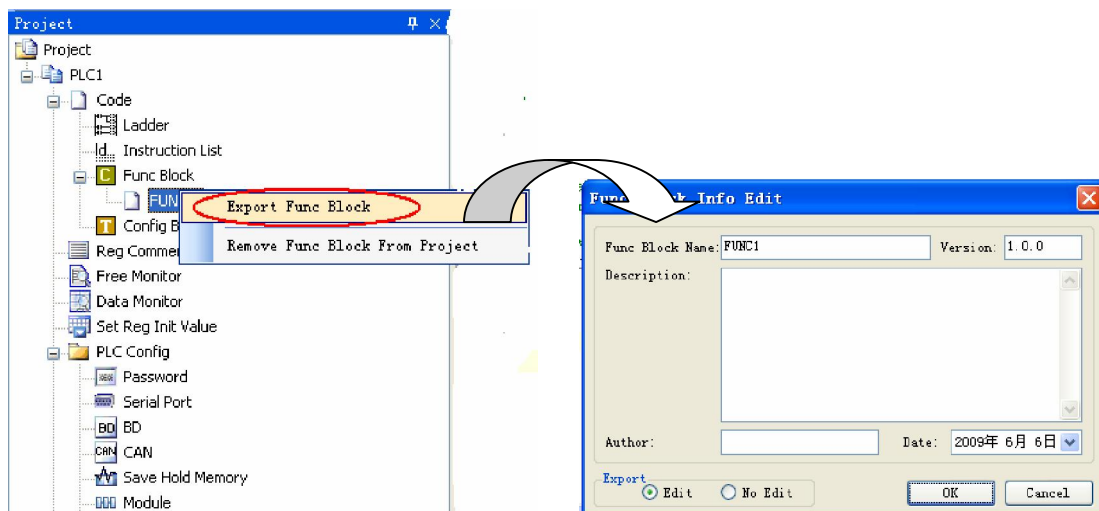 Project
Project
PLC1
Code
Ladder
Id... Instruction List
C Func Block
FUN
Export Func Block
T Config B
Remove Func Block From Project
Reg Comme
Free Monitor
Data Monitor
Set Reg Init Value
PLC Config
Password
Serial Port
BD BD
CAN CAN
Save Hold Memory
Module
Func k Info Edit
Func Block Name: FUNC1 Version: 1.0.0
Description:
Author: Date: 2009年 6月 6日
Export
Edit No Edit OK Cancel